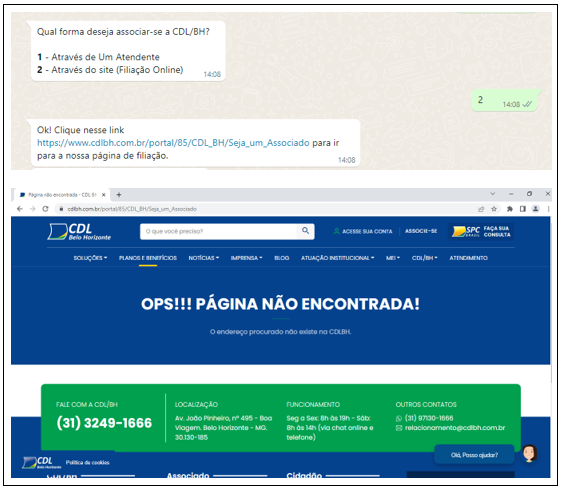 Qual forma deseja associar-se a CDL/BH?
1 - Através de Um Atendente
2 - Através do site (Filiação Online)
14:08
2
14:08
Ok! Clique nesse link
https://www.cdlbh.com.br/portal/85/CDL_BH/Seja_um_Associado para ir
para a nossa página de filiação.
14:08
Página não encontrada - CDL BH
cdlbh.com.br/portal/85/CDL_BH/Seja_um_Associado
CDL
Belo Horizonte
O que você precisa?
ACESSE SUA CONTA
ASSOCIE-SE
SPC
BRASIL
FAÇA SUA
CONSULTA
SOLUÇÕES PLANOS E BENEFÍCIOS NOTÍCIAS IMPRENSA BLOG ATUAÇÃO INSTITUCIONAL MEI CDL/BH ATENDIMENTO
OPS!!! PÁGINA NÃO ENCONTRADA!
O endereço procurado não existe na CDLBH.
FALE COM A CDL/BH
(31) 3249-1666
LOCALIZAÇÃO
Av. João Pinheiro, nº 495 - Boa
Viagem. Belo Horizonte - MG.
30.130-185
FUNCIONAMENTO
Seg a Sex: 8h às 19h - Sáb:
8h às 14h (via chat online e
telefone)
OUTROS CONTATOS
(31) 97130-1666
relacionamento@cdlbh.com.br
Olá, Posso ajudar?
CDL
Belo Horizonte
Política de cookies
CDL/BH
Associado
Cidadão